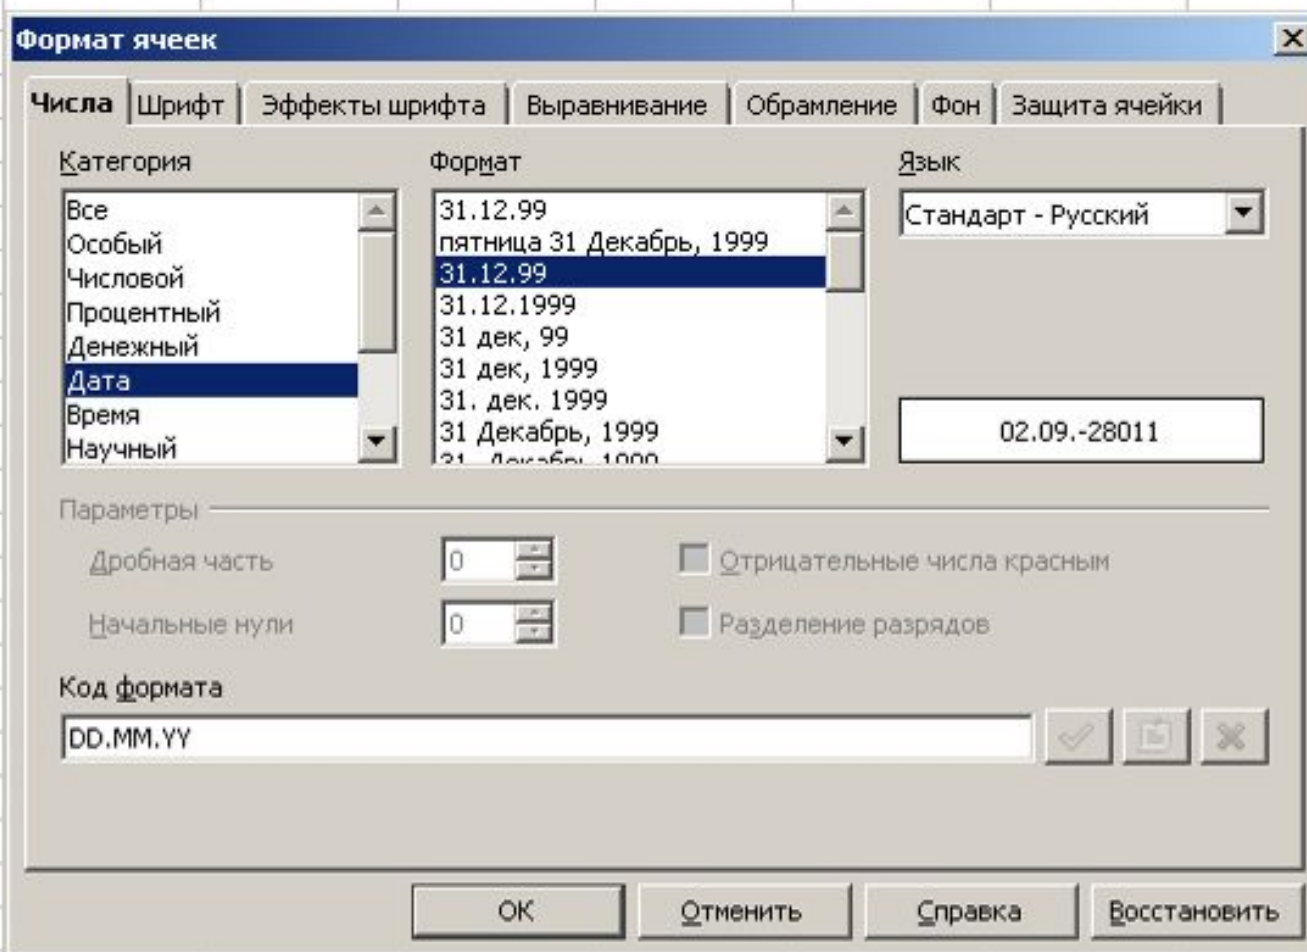 Формат ячеек
Числа Шрифт Эффекты шрифта Выравнивание Обрамление Фон Защита ячейки
Категория
Все
Особый
Числовой
Процентный
Денежный
Дата
Время
Научный
Формат
31.12.99
пятница 31 Декабрь, 1999
31.12.99
31.12.1999
31 дек, 99
31 дек, 1999
31. дек. 1999
31 Декабрь, 1999
31. Декабрь 1999
Язык
Стандарт - Русский
02.09.-28011
Параметры
Дробная часть 0
Отрицательные числа красным
Начальные нули 0
Разделение разрядов
Код формата
DD.MM.YY
OK Отменить Справка Восстановить